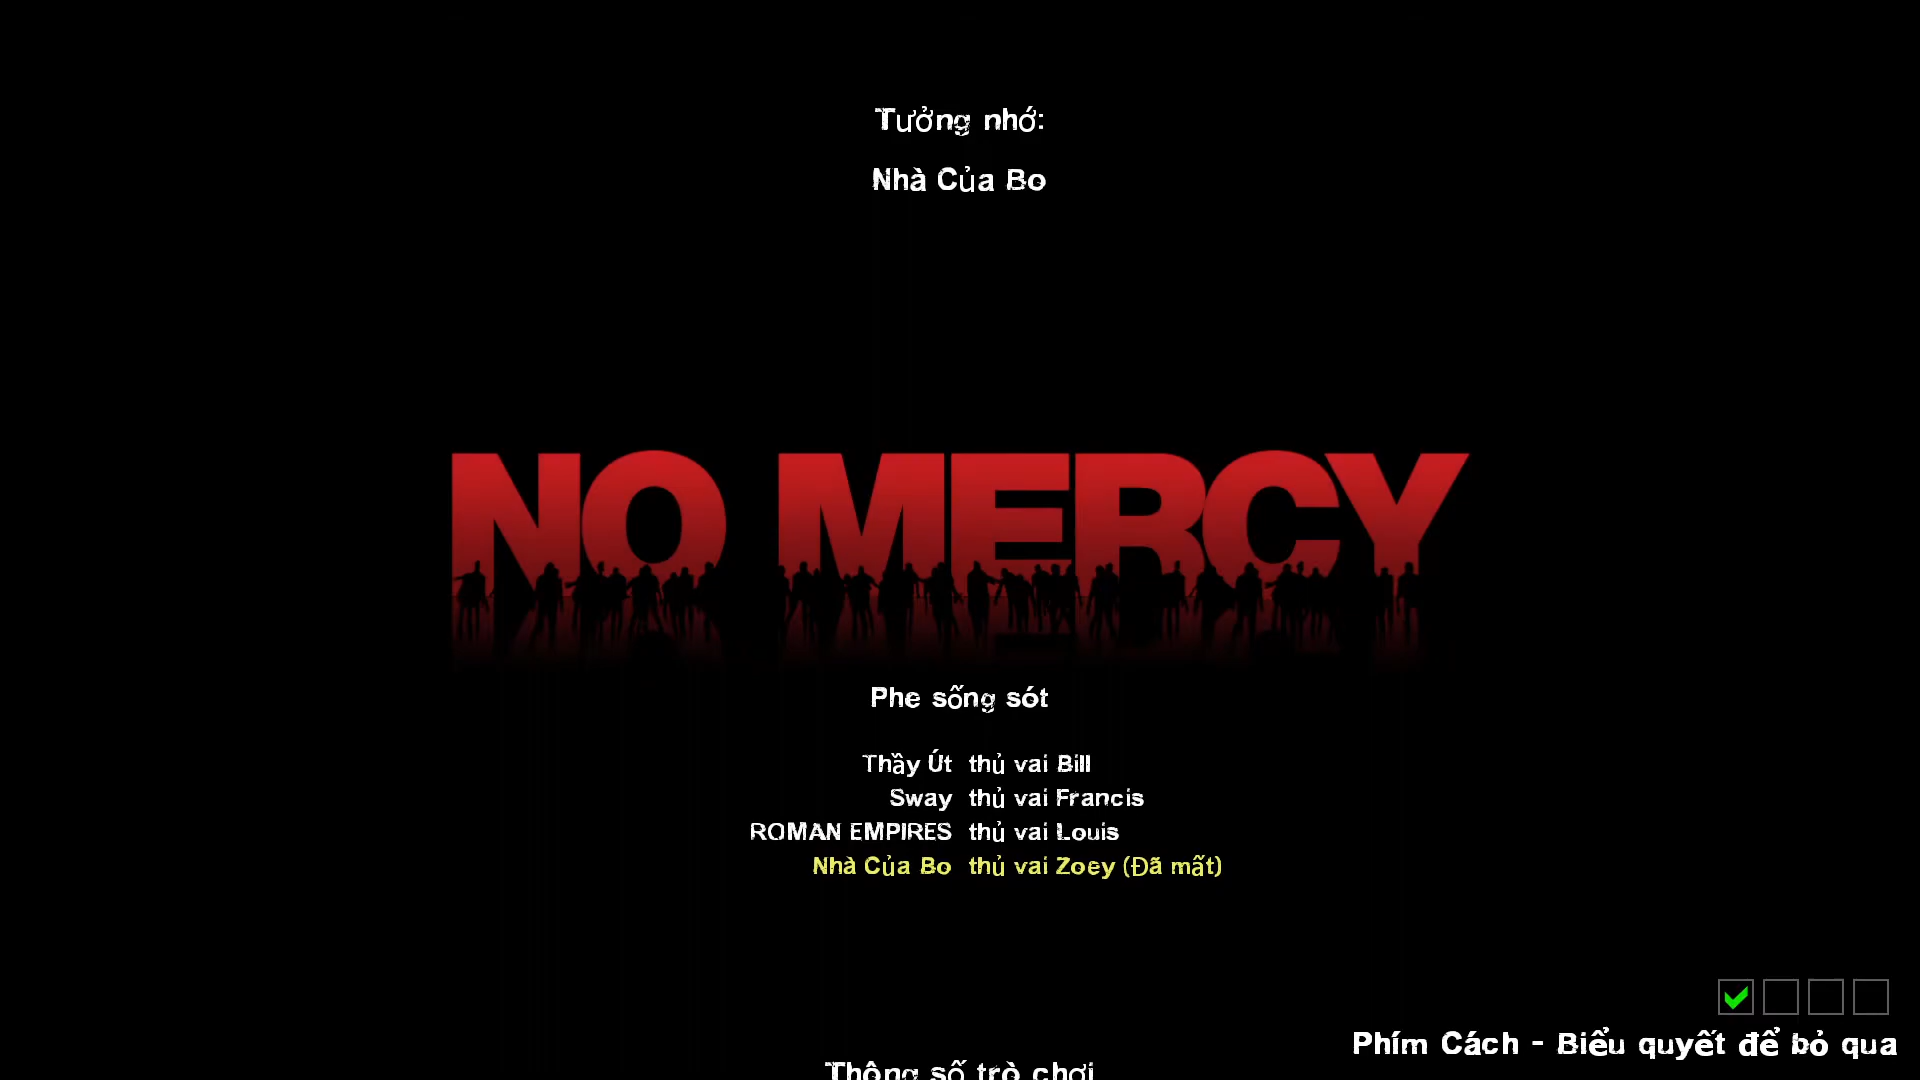 Tưởng nhớ:
Nhà Của Bo
NO MERCY
Phe sống sót
Thầy Út thủ vai Bill
Sway thủ vai Francis
ROMAN EMPIRES thủ vai Louis
Nhà Của Bo thủ vai Zoey (Đã mất)
Phím Cách - Biểu quyết để bỏ qua
Thông số trò chơi